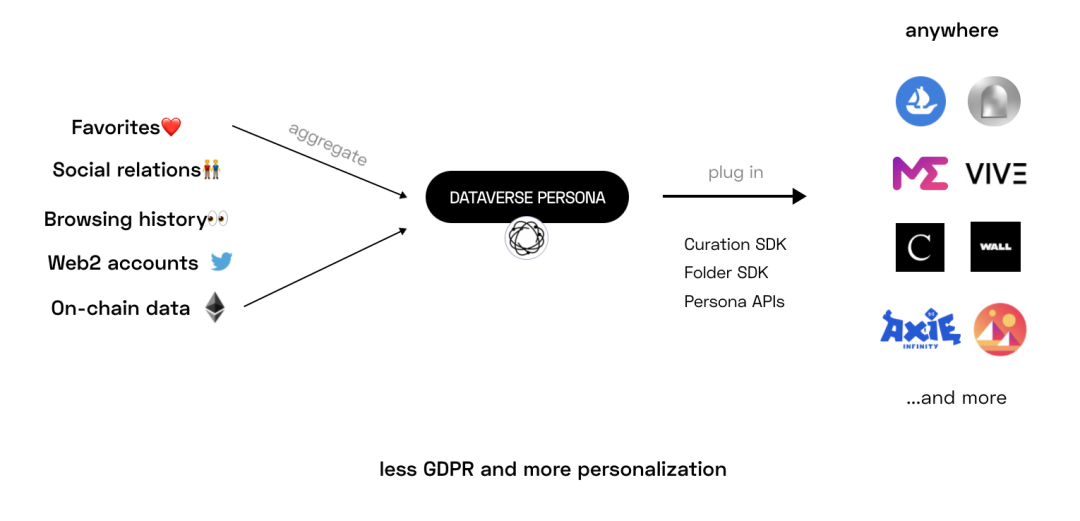 anywhere
Favorites❤️
Social relations👬
Browsing history👀
Web2 accounts
On-chain data
aggregate
DATAVERSE PERSONA
plug in
Curation SDK
Folder SDK
Persona APIs
ME
VIVE
C
WALL
AXIE
INFINITY
...and more
less GDPR and more personalization